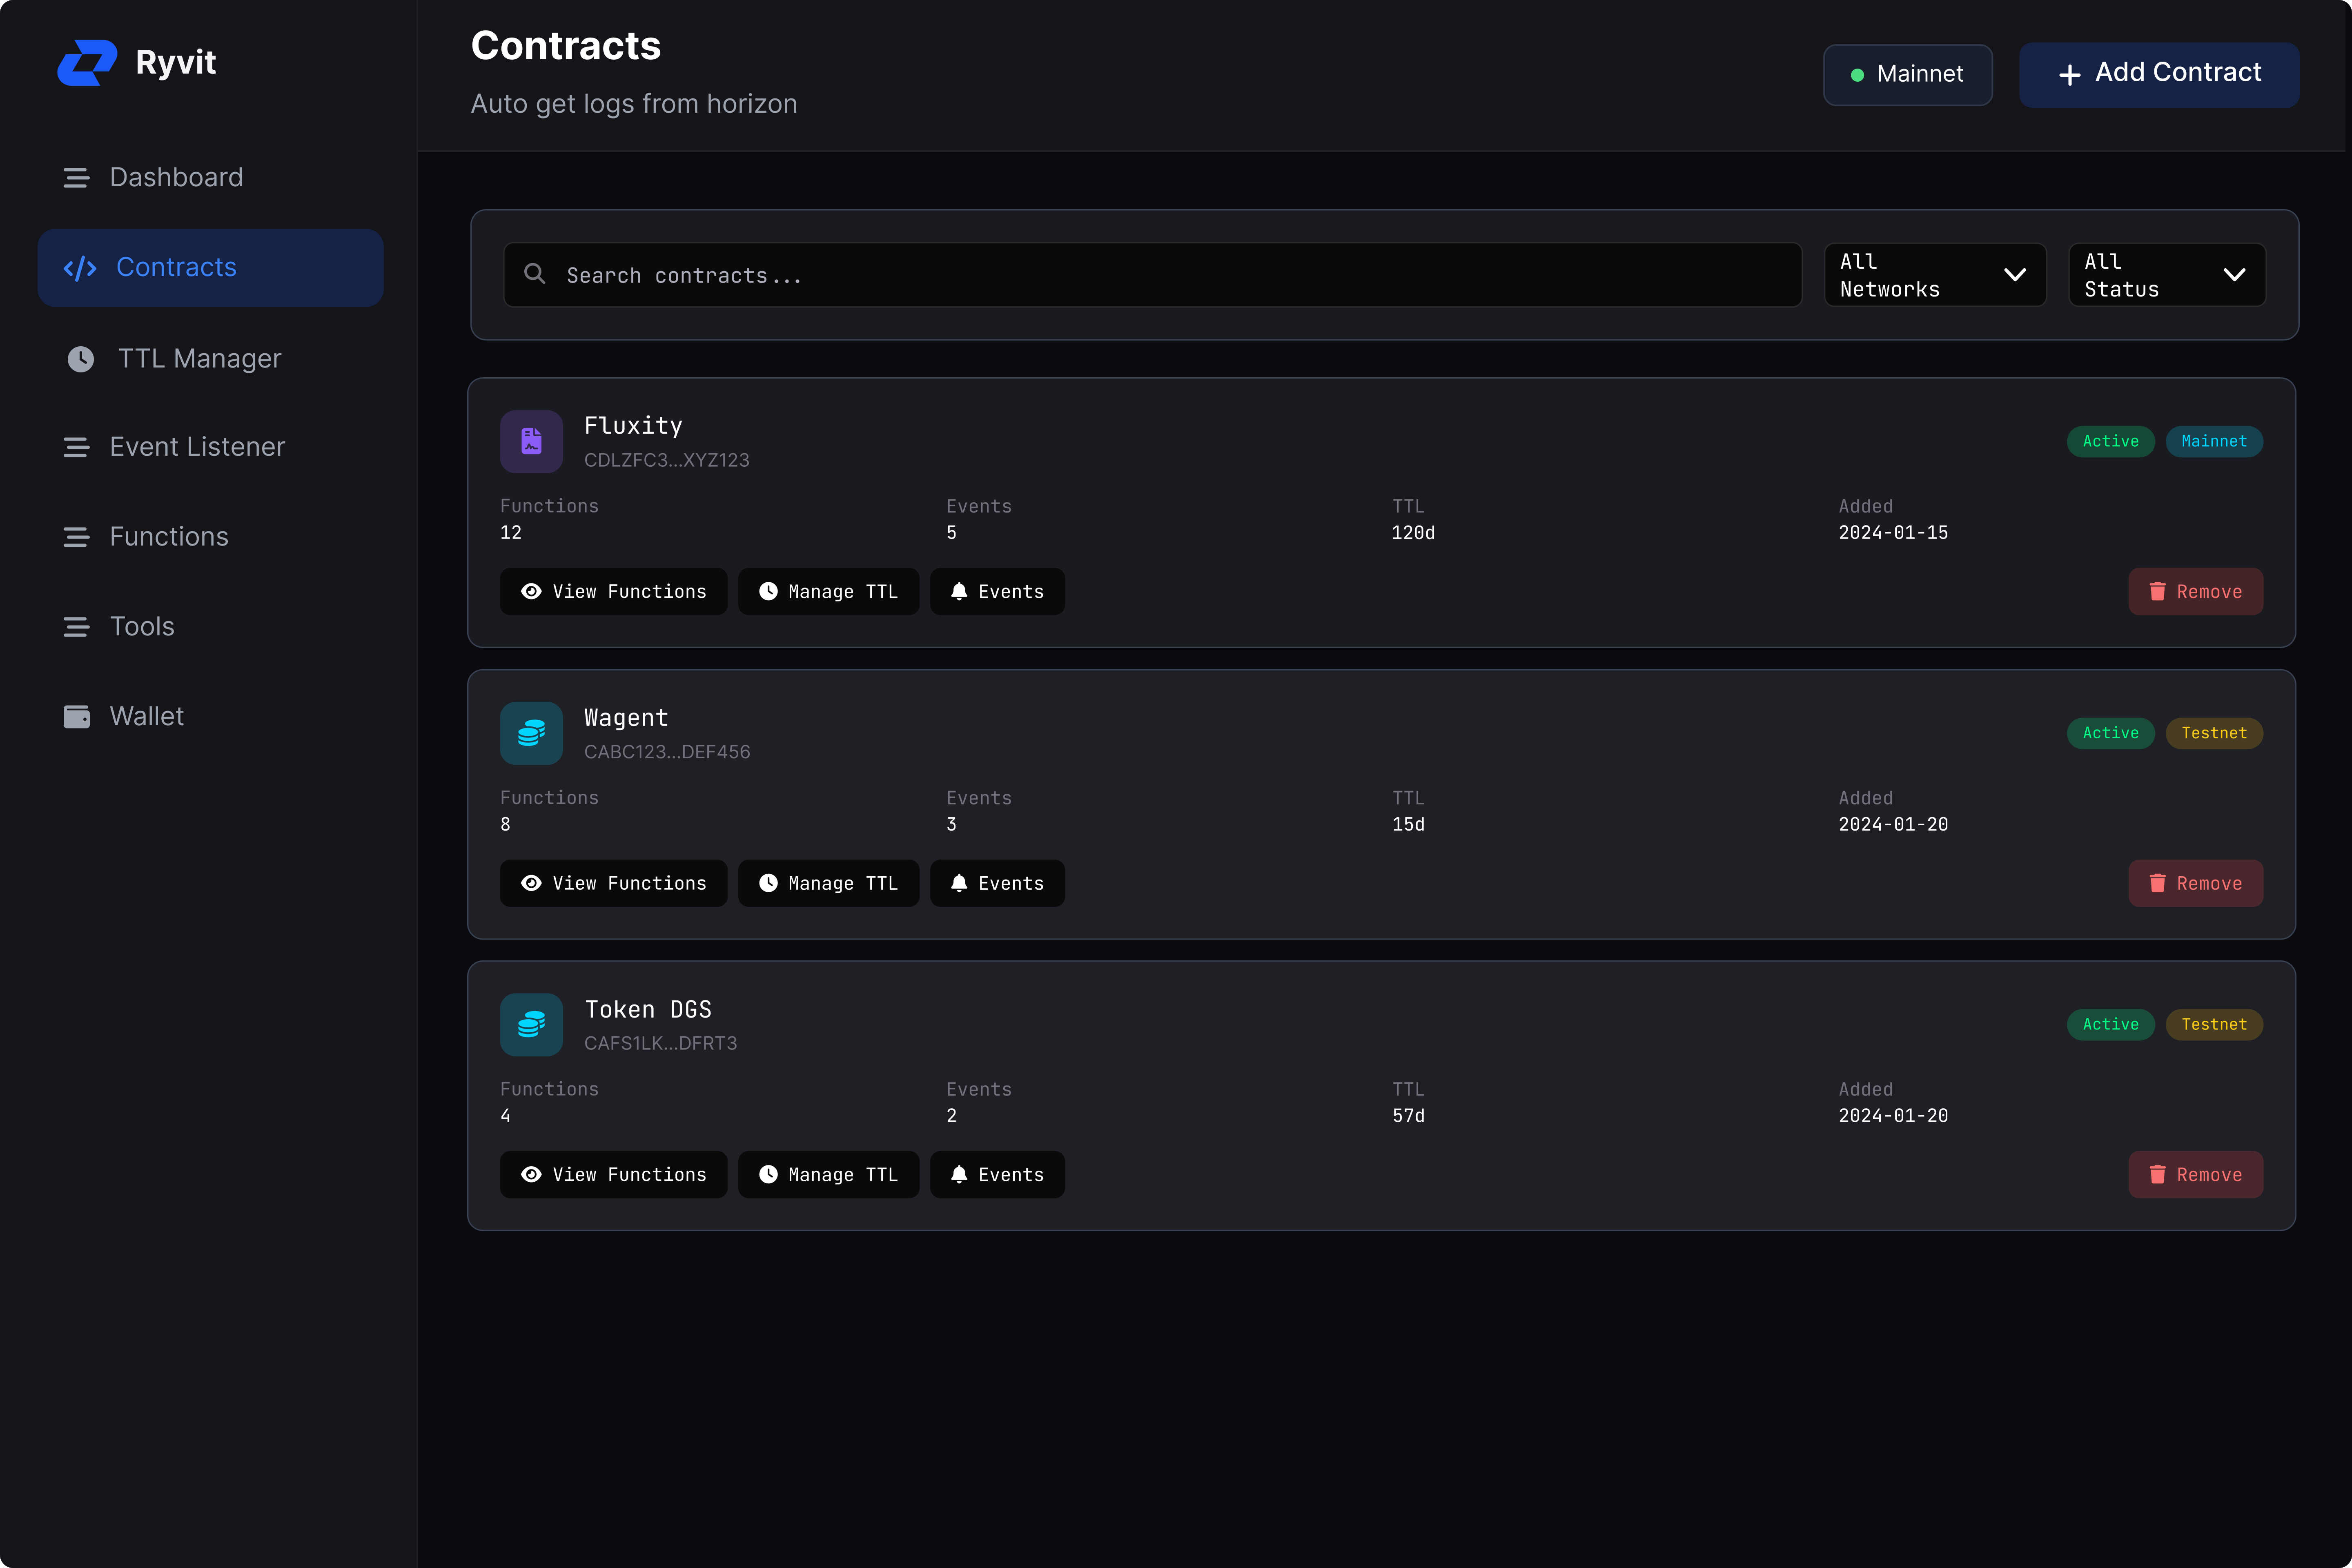 Ryvit
Dashboard
Contracts
TTL Manager
Event Listener
Functions
Tools
Wallet
Contracts
Auto get logs from horizon
Mainnet
Add Contract
Search contracts...
All
Networks
All
Status
Fluxity
CDLZFC3...XYZ123
Active Mainnet
Functions Events TTL Added
12 5 120d 2024-01-15
View Functions Manage TTL Events Remove
Wagent
CABC123...DEF456
Active Testnet
Functions Events TTL Added
8 3 15d 2024-01-20
View Functions Manage TTL Events Remove
Token DGS
CAFS1LK...DFRT3
Active Testnet
Functions Events TTL Added
4 2 57d 2024-01-20
View Functions Manage TTL Events Remove